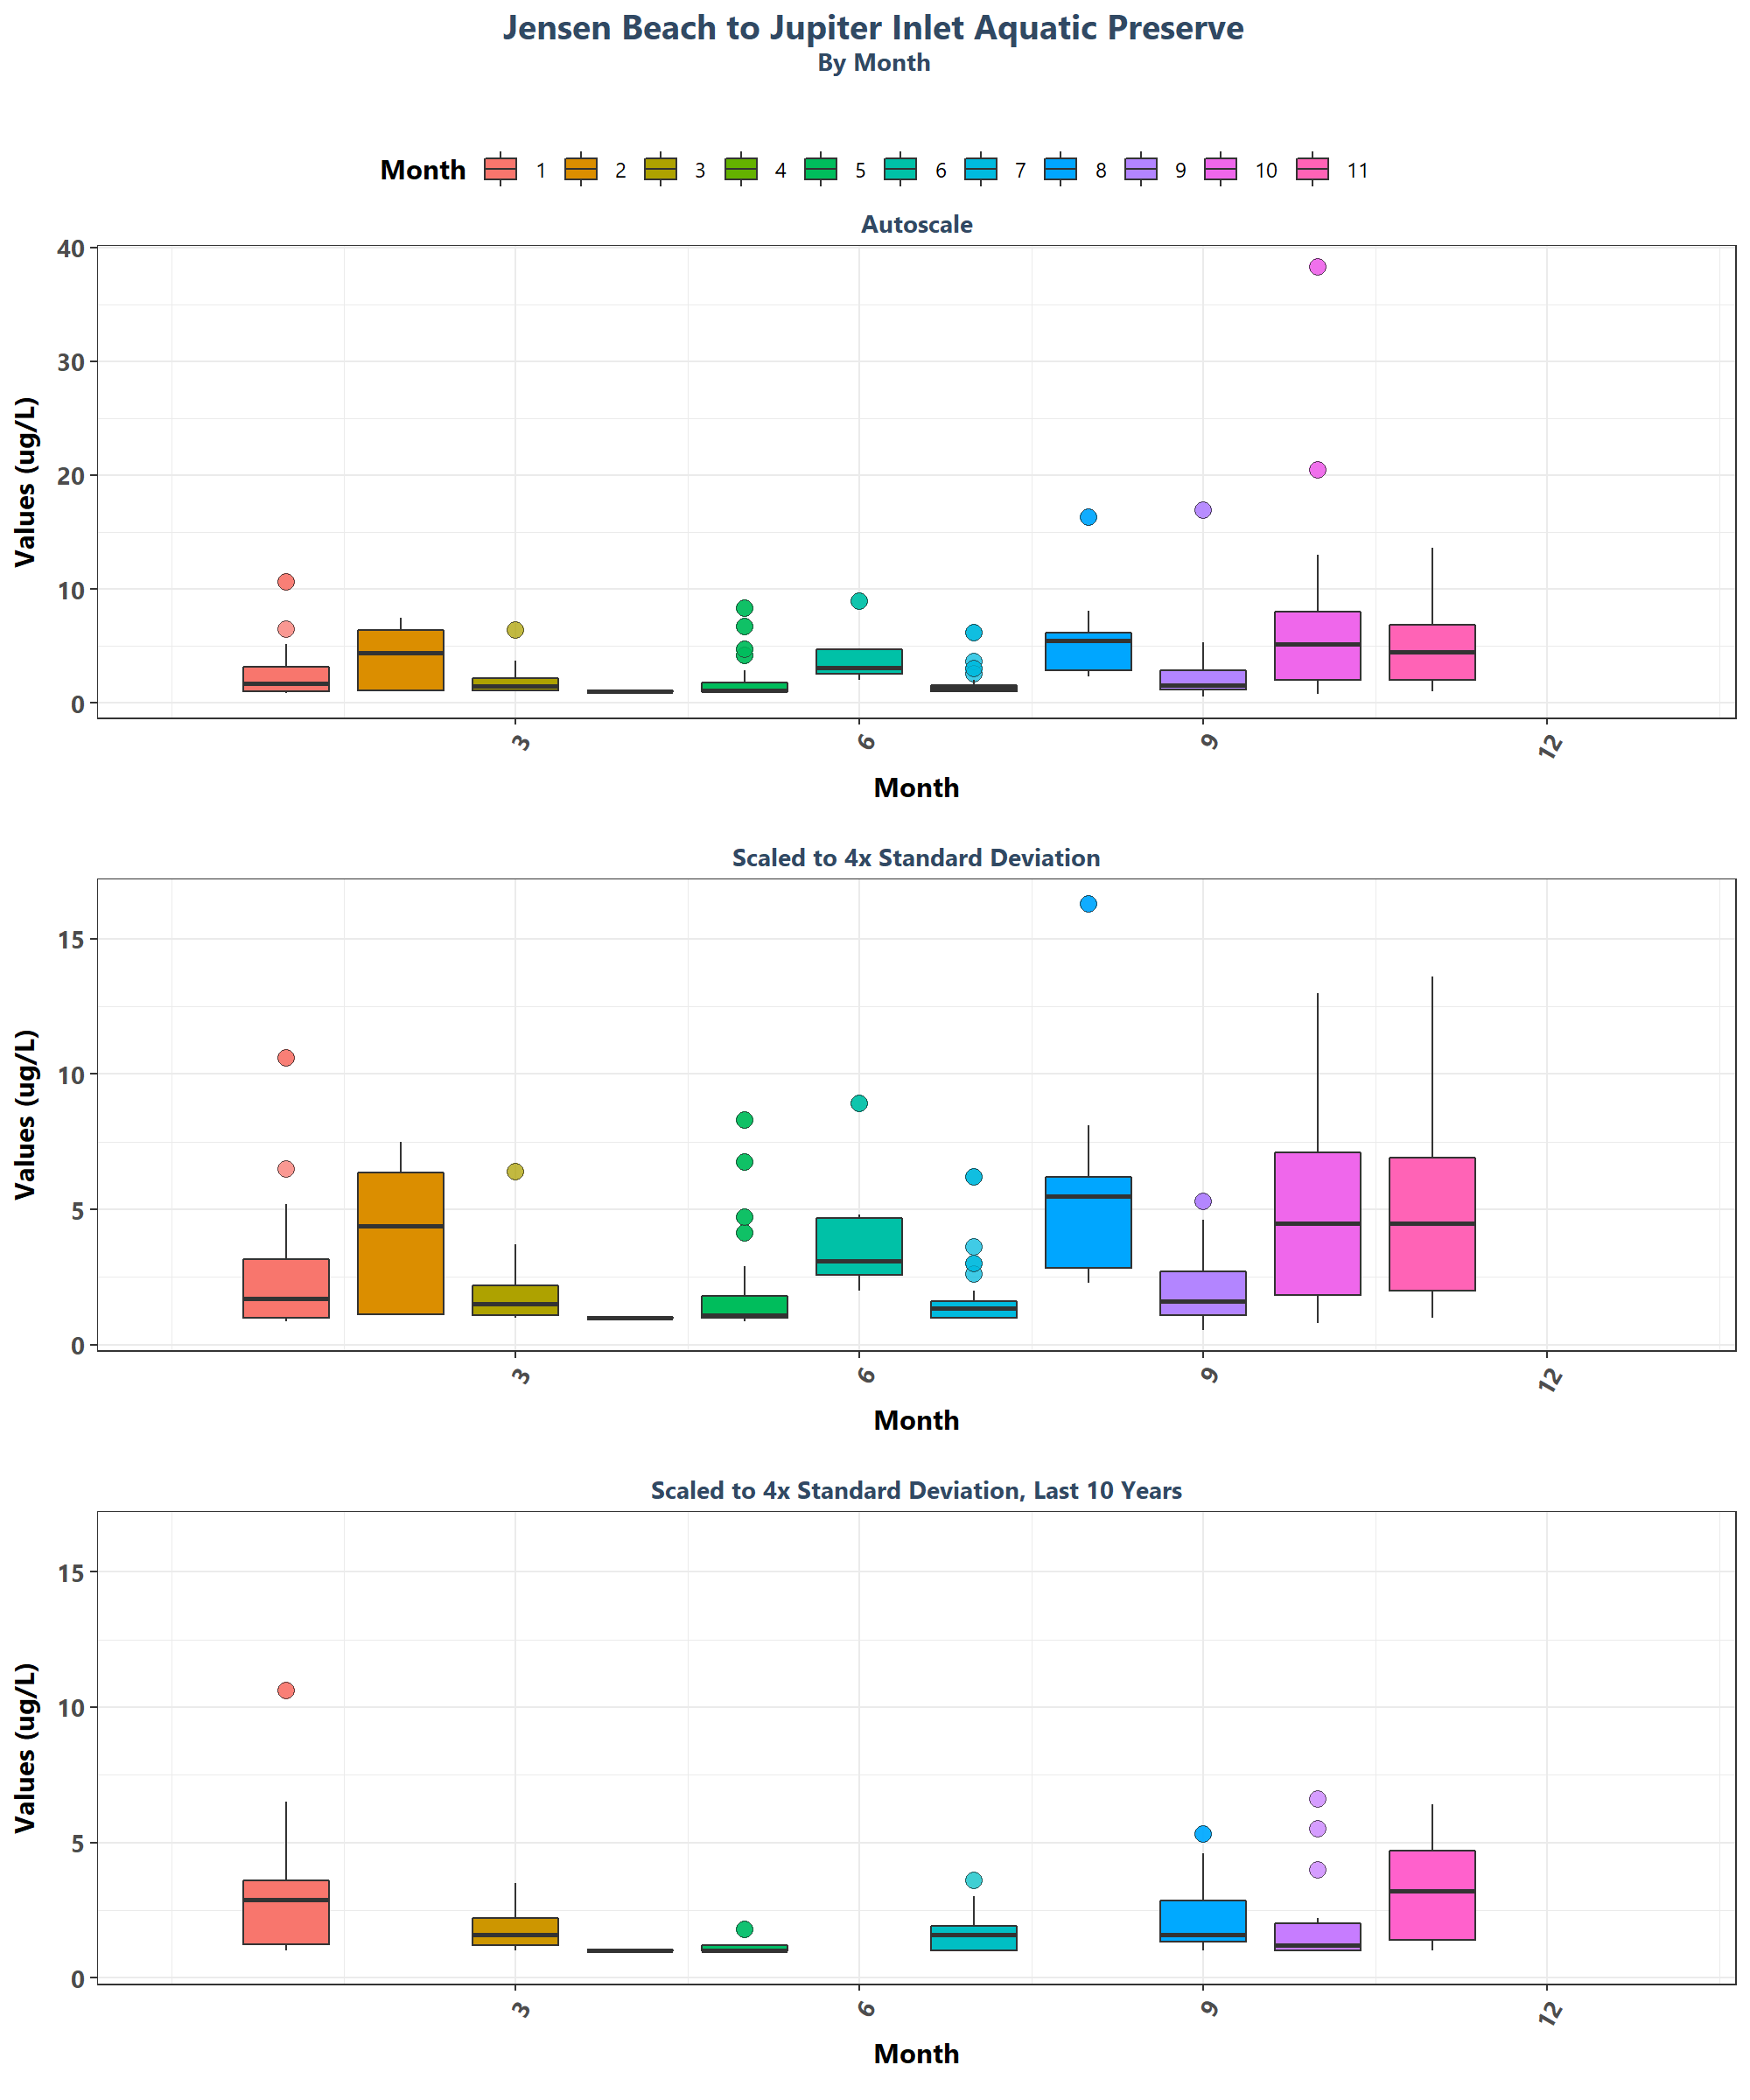 Jensen Beach to Jupiter Inlet Aquatic Preserve
By Month
Month 1 2 3 4 5 6 7 8 9 10 11
Autoscale
Values (ug/L)
40
30
20
10
0
3 6 9 12
Month
Scaled to 4x Standard Deviation
Values (ug/L)
15
10
5
0
3 6 9 12
Month
Scaled to 4x Standard Deviation, Last 10 Years
Values (ug/L)
15
10
5
0
3 6 9 12
Month